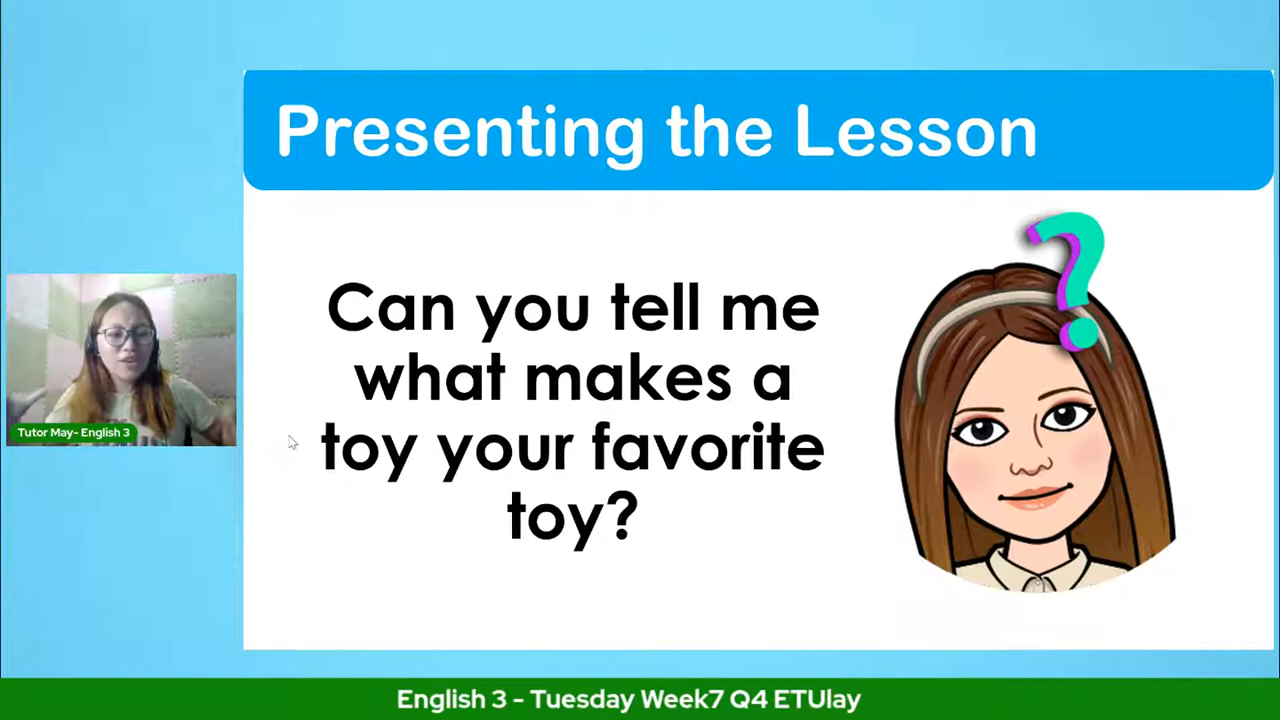 Presenting the Lesson
Can you tell me
what makes a
toy your favorite
toy?
?
Tutor May- English 3
English 3 - Tuesday Week7 Q4 ETUlay